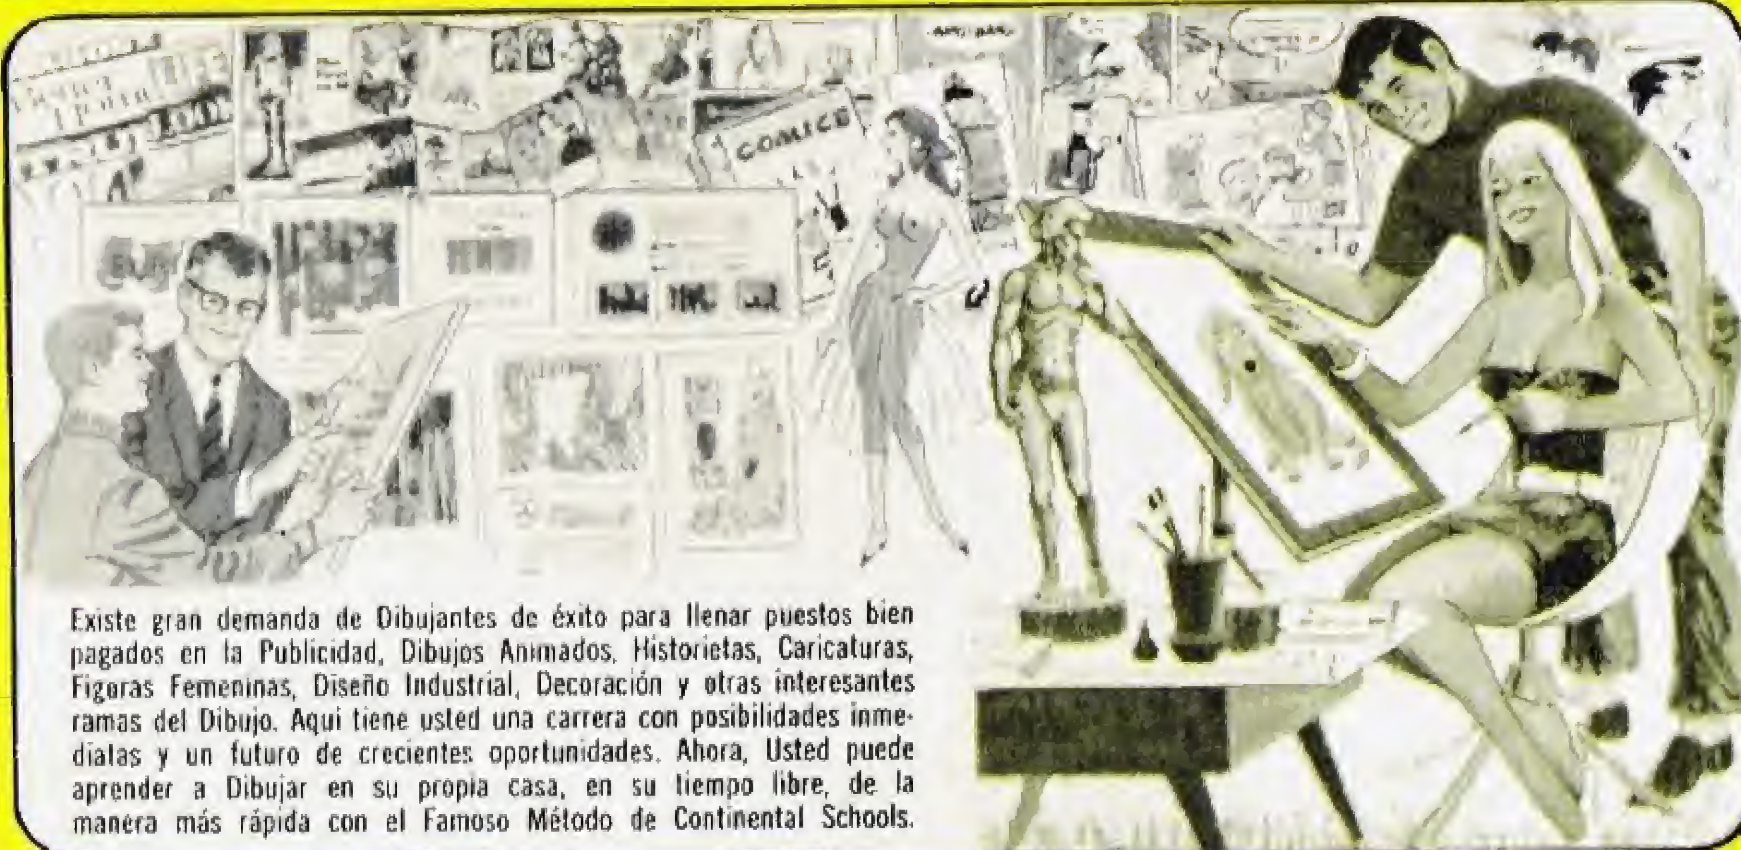 COMICS
Existe gran demanda de Dibujantes de éxito para llenar puestos bien
pagados en la Publicidad, Dibujos Animados, Historietas, Caricaturas,
Figuras Femeninas, Diseño Industrial, Decoración y otras interesantes
ramas del Dibujo. Aqui tiene usted una carrera con posibilidades inme-
diatas y un futuro de crecientes oportunidades. Ahora, Usted puede
aprender a Dibujar en su propia casa, en su tiempo libre, de la
manera más rápida con el Famoso Método de Continental Schools.